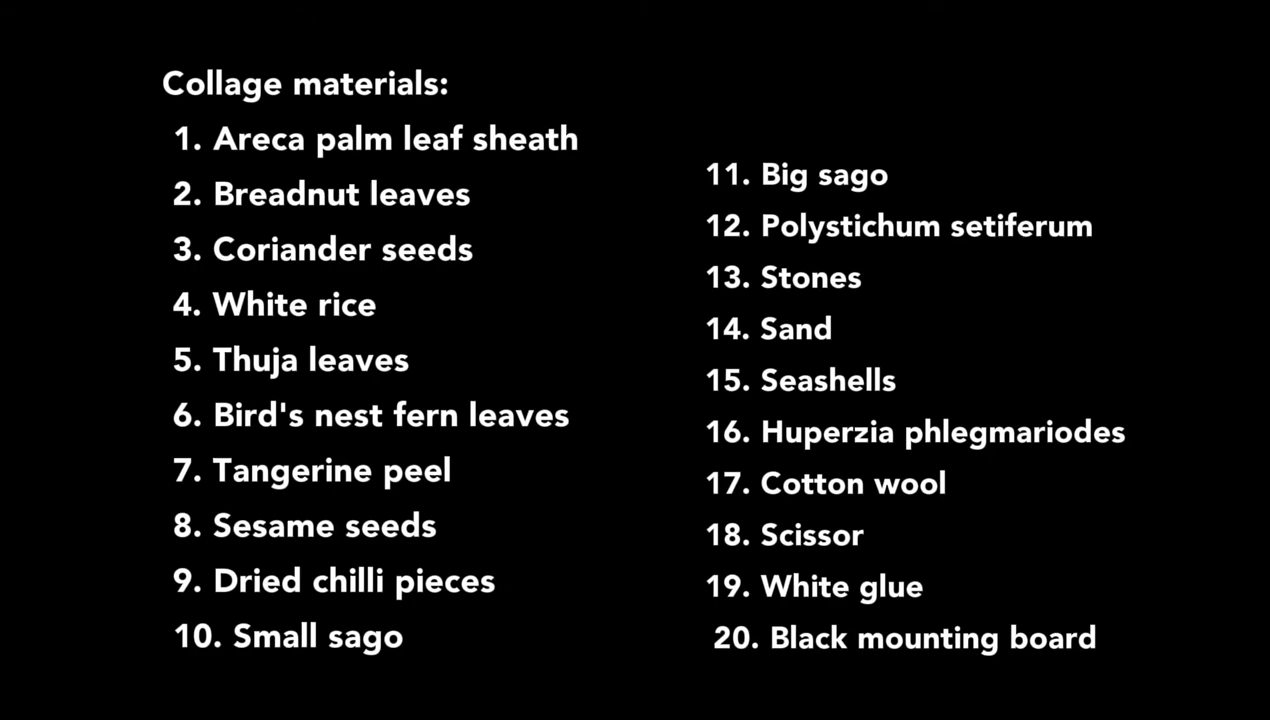 Collage materials:
1. Areca palm leaf sheath
2. Breadnut leaves
3. Coriander seeds
4. White rice
5. Thuja leaves
6. Bird's nest fern leaves
7. Tangerine peel
8. Sesame seeds
9. Dried chilli pieces
10. Small sago
11. Big sago
12. Polystichum setiferum
13. Stones
14. Sand
15. Seashells
16. Huperzia phlegmariodes
17. Cotton wool
18. Scissor
19. White glue
20. Black mounting board